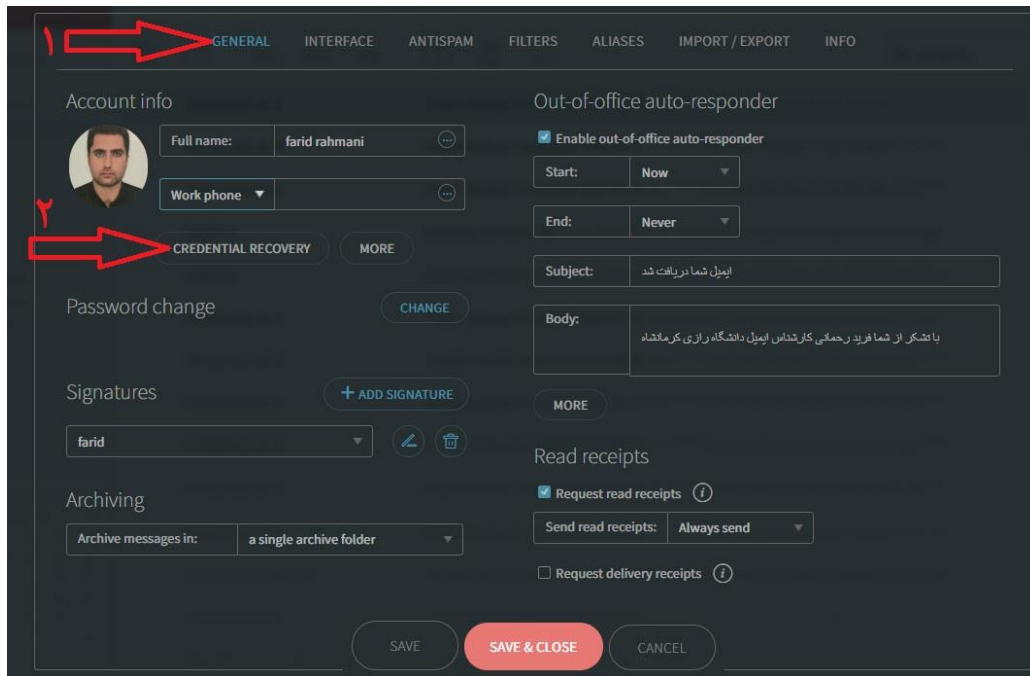 ۱
GENERAL INTERFACE ANTISPAM FILTERS ALIASES IMPORT / EXPORT INFO
Account info
Full name: farid rahmani
Work phone
۲
CREDENTIAL RECOVERY MORE
Password change CHANGE
Signatures + ADD SIGNATURE
farid
Archiving
Archive messages in: a single archive folder
Out-of-office auto-responder
Enable out-of-office auto-responder
Start: Now
End: Never
Subject: ایمیل شما دریافت شد
Body: با تشکر از شما فرید رحمانی کارشناس ایمیل دانشگاه رازی کرمانشاه
MORE
Read receipts
Request read receipts i
Send read receipts: Always send
Request delivery receipts i
SAVE SAVE & CLOSE CANCEL